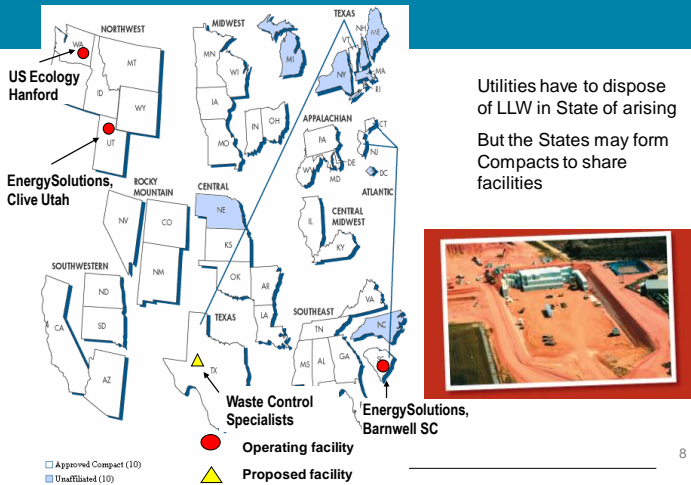 NORTHWEST
MIDWEST
TEXAS
WA
MT
ID
WY
UT
MN
WI
MI
IA
IN
OH
MO
NH
VT
ME
NY
MA
RI
US Ecology
Hanford
EnergySolutions,
Clive Utah
APPALACHIAN
PA
WV
MD
DE
CT
NJ
DC
ATLANTIC
ROCKY
MOUNTAIN
NV
CO
NM
CENTRAL
NE
KS
OK
AR
LA
CENTRAL
MIDWEST
IL
KY
SOUTHWESTERN
ND
SD
CA
AZ
TEXAS
TX
SOUTHEAST
VA
TN
NC
MS
AL
GA
SC
Waste Control
Specialists
EnergySolutions,
Barnwell SC
Operating facility
Proposed facility
Approved Compact (10)
Unaffiliated (10)
Utilities have to dispose
of LLW in State of arising
But the States may form
Compacts to share
facilities
8